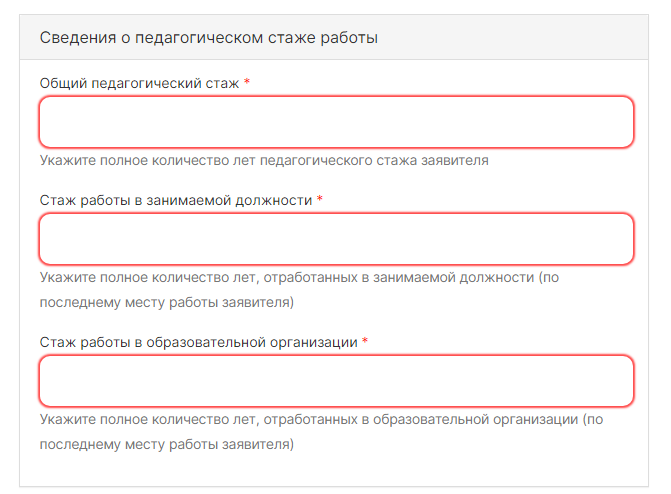 Сведения о педагогическом стаже работы
Общий педагогический стаж *
Укажите полное количество лет педагогического стажа заявителя
Стаж работы в занимаемой должности *
Укажите полное количество лет, отработанных в занимаемой должности (по
последнему месту работы заявителя)
Стаж работы в образовательной организации *
Укажите полное количество лет, отработанных в образовательной организации (по
последнему месту работы заявителя)